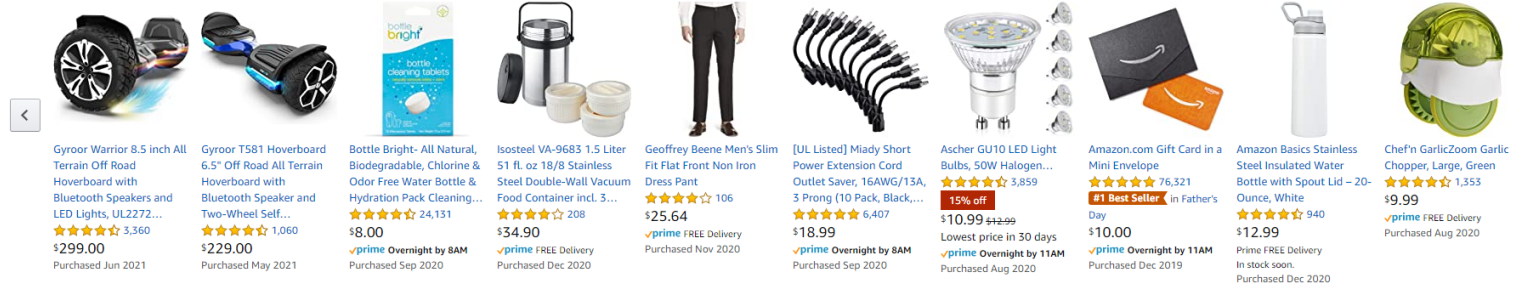 bottle
bright
bottle
cleaning tablets
Gyroor Warrior 8.5 inch All
Terrain Off Road
Hoverboard with
Bluetooth Speakers and
LED Lights, UL2272…
3,360
$299.00
Purchased Jun 2021
Gyroor T581 Hoverboard
6.5" Off Road All Terrain
Hoverboard with
Bluetooth Speaker and
Two-Wheel Self…
1,060
$229.00
Purchased May 2021
Bottle Bright- All Natural,
Biodegradable, Chlorine &
Odor Free Water Bottle &
Hydration Pack Cleaning…
24,131
$8.00
prime Overnight by 8AM
Purchased Sep 2020
Isosteel VA-9683 1.5 Liter
51 fl. oz 18/8 Stainless
Steel Double-Wall Vacuum
Food Container incl. 3…
208
$34.90
prime FREE Delivery
Purchased Dec 2020
Geoffrey Beene Men's Slim
Fit Flat Front Non Iron
Dress Pant
106
$25.64
prime FREE Delivery
Purchased Nov 2020
[UL Listed] Miady Short
Power Extension Cord
Outlet Saver, 16AWG/13A,
3 Prong (10 Pack, Black,…
6,407
$18.99
prime Overnight by 8AM
Purchased Sep 2020
Ascher GU10 LED Light
Bulbs, 50W Halogen…
3,859
15% off
$10.99 $12.99
Lowest price in 30 days
prime Overnight by 11AM
Purchased Aug 2020
amazon
Amazon.com Gift Card in a
Mini Envelope
76,321
#1 Best Seller in Father's
Day
$10.00
prime Overnight by 11AM
Purchased Dec 2019
Amazon Basics Stainless
Steel Insulated Water
Bottle with Spout Lid – 20-
Ounce, White
940
$12.99
Prime FREE Delivery
In stock soon.
Purchased Dec 2020
Chef'n GarlicZoom Garlic
Chopper, Large, Green
1,353
$9.99
prime FREE Delivery
Purchased Aug 2020